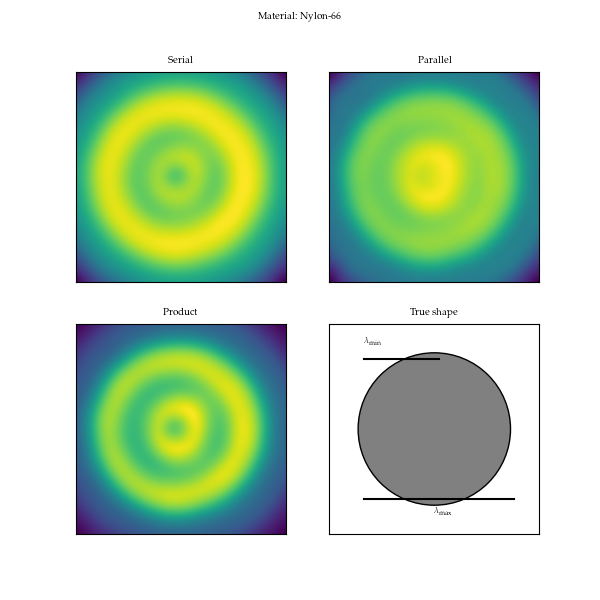 Material: Nylon-66
Serial
Parallel
Product
True shape
λmin
λmax